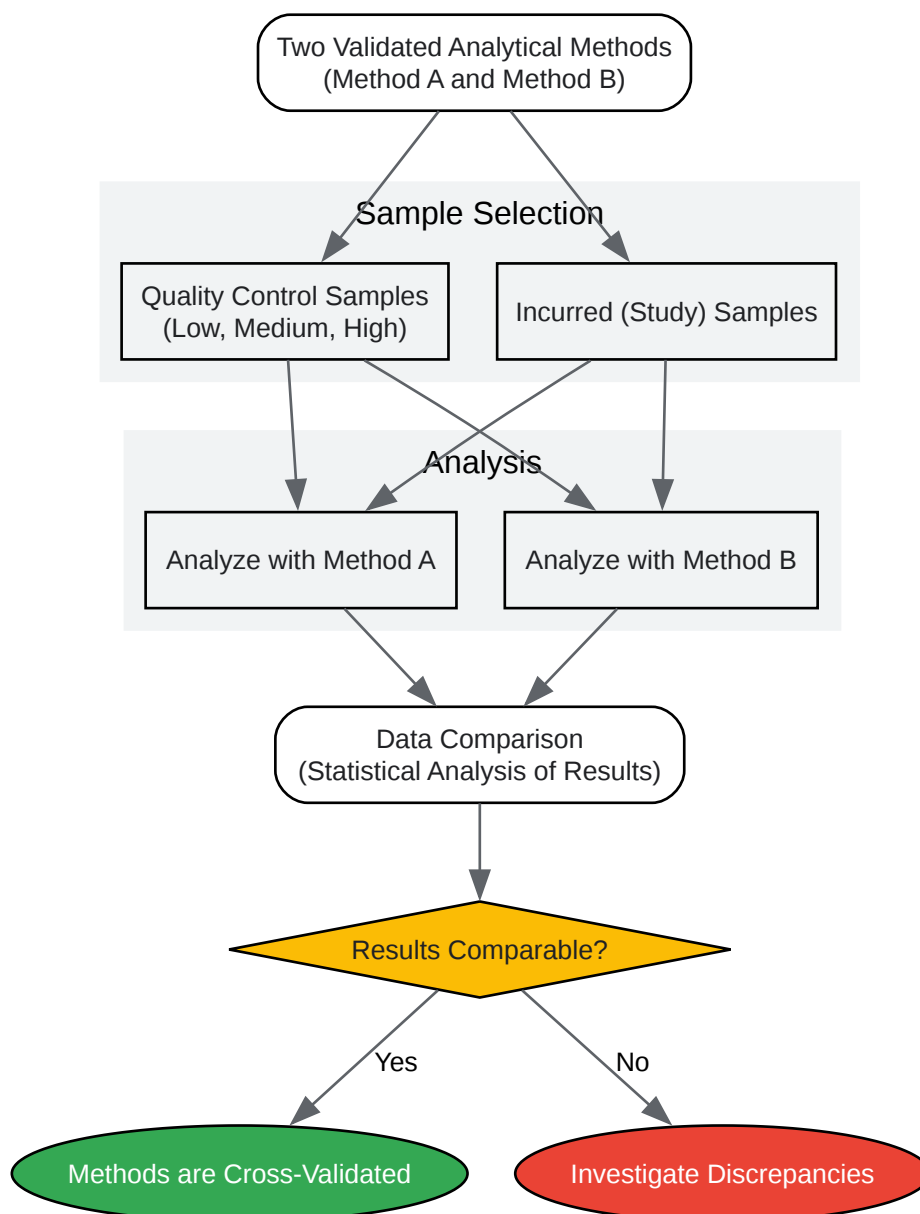 Two Validated Analytical Methods
(Method A and Method B)
Sample Selection
Quality Control Samples
(Low, Medium, High)
Incurred (Study) Samples
Analysis
Analyze with Method A
Analyze with Method B
Data Comparison
(Statistical Analysis of Results)
Results Comparable?
Yes
No
Methods are Cross-Validated
Investigate Discrepancies